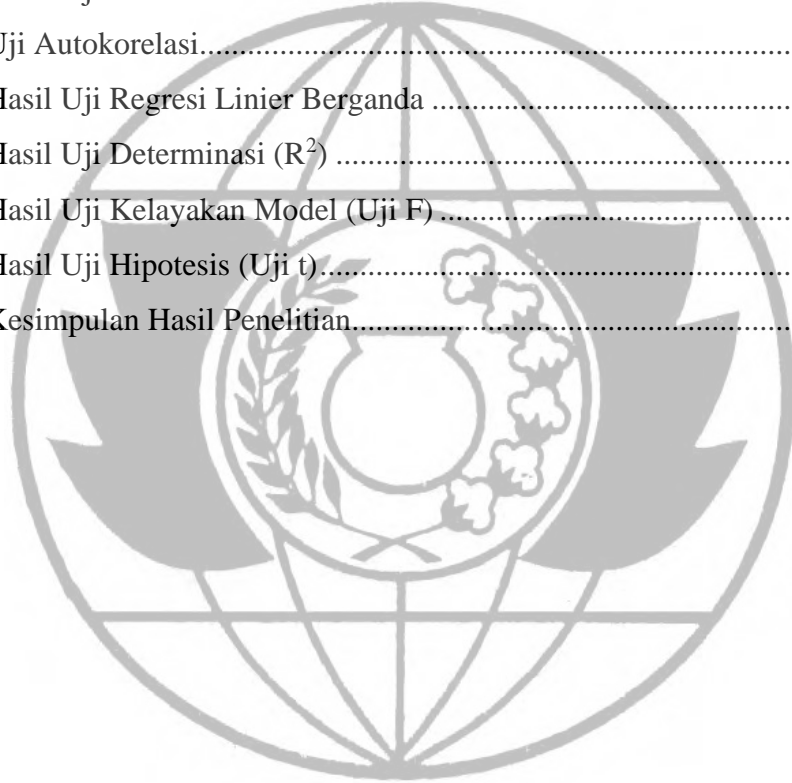 Uji Autokorelasi............................................................................
Hasil Uji Regresi Linier Berganda ...............................................
Hasil Uji Determinasi (R²) ............................................................
Hasil Uji Kelayakan Model (Uji F) ..............................................
Hasil Uji Hipotesis (Uji t)..............................................................
Kesimpulan Hasil Penelitian.........................................................